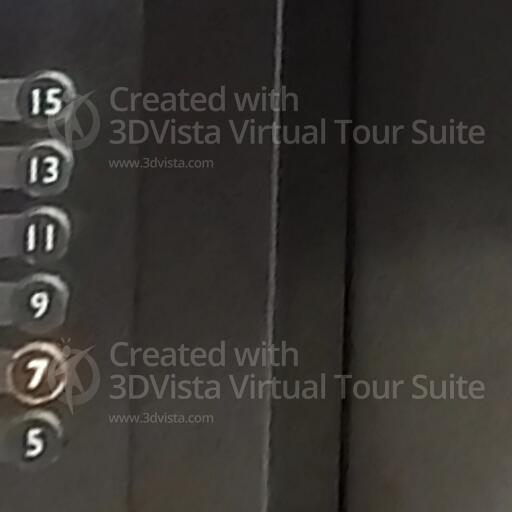 15
Created with
3DVista Virtual Tour Suite
www.3dvista.com
13
11
9
7
Created with
3DVista Virtual Tour Suite
www.3dvista.com
5